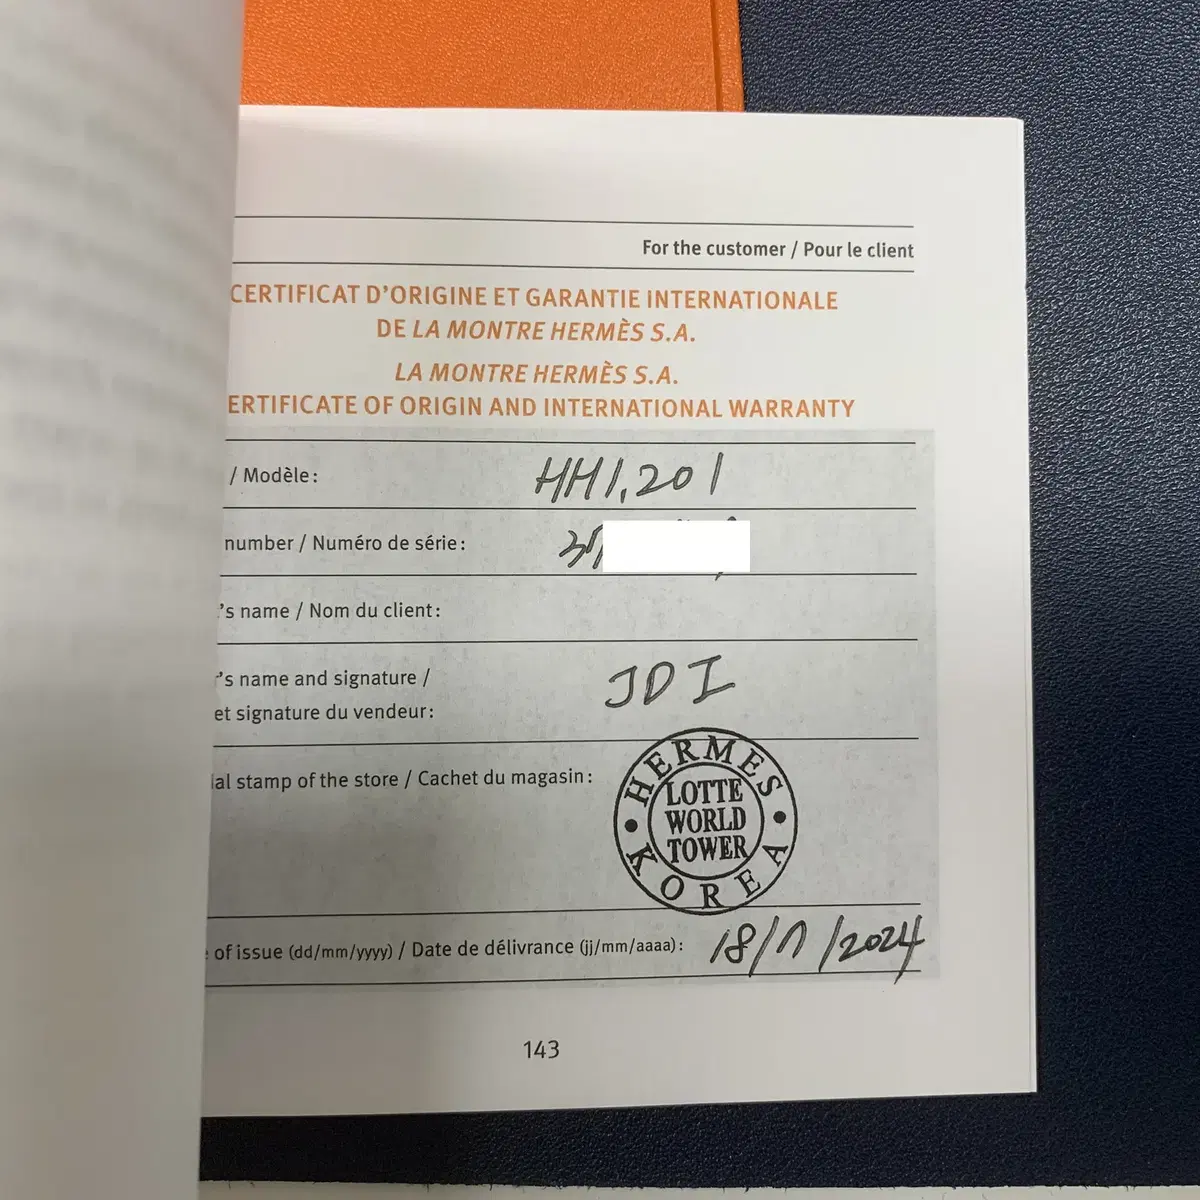 For the customer / Pour le client
CERTIFICAT D'ORIGINE ET GARANTIE INTERNATIONALE
DE LA MONTRE HERMÈS S.A.
LA MONTRE HERMÈS S.A.
ERTIFICATE OF ORIGIN AND INTERNATIONAL WARRANTY
/ Modèle: HH1.201
number / Numéro de série:
's name / Nom du client:
's name and signature /
et signature du vendeur: JDI
al stamp of the store / Cachet du magasin:
HERMES
LOTTE
WORLD
TOWER
KOREA
of issue (dd/mm/yyyy) / Date de délivrance (jj/mm/aaaa): 18/7/2024
143